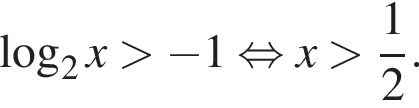 log₂ x > −1 ⇔ x > 1/2.